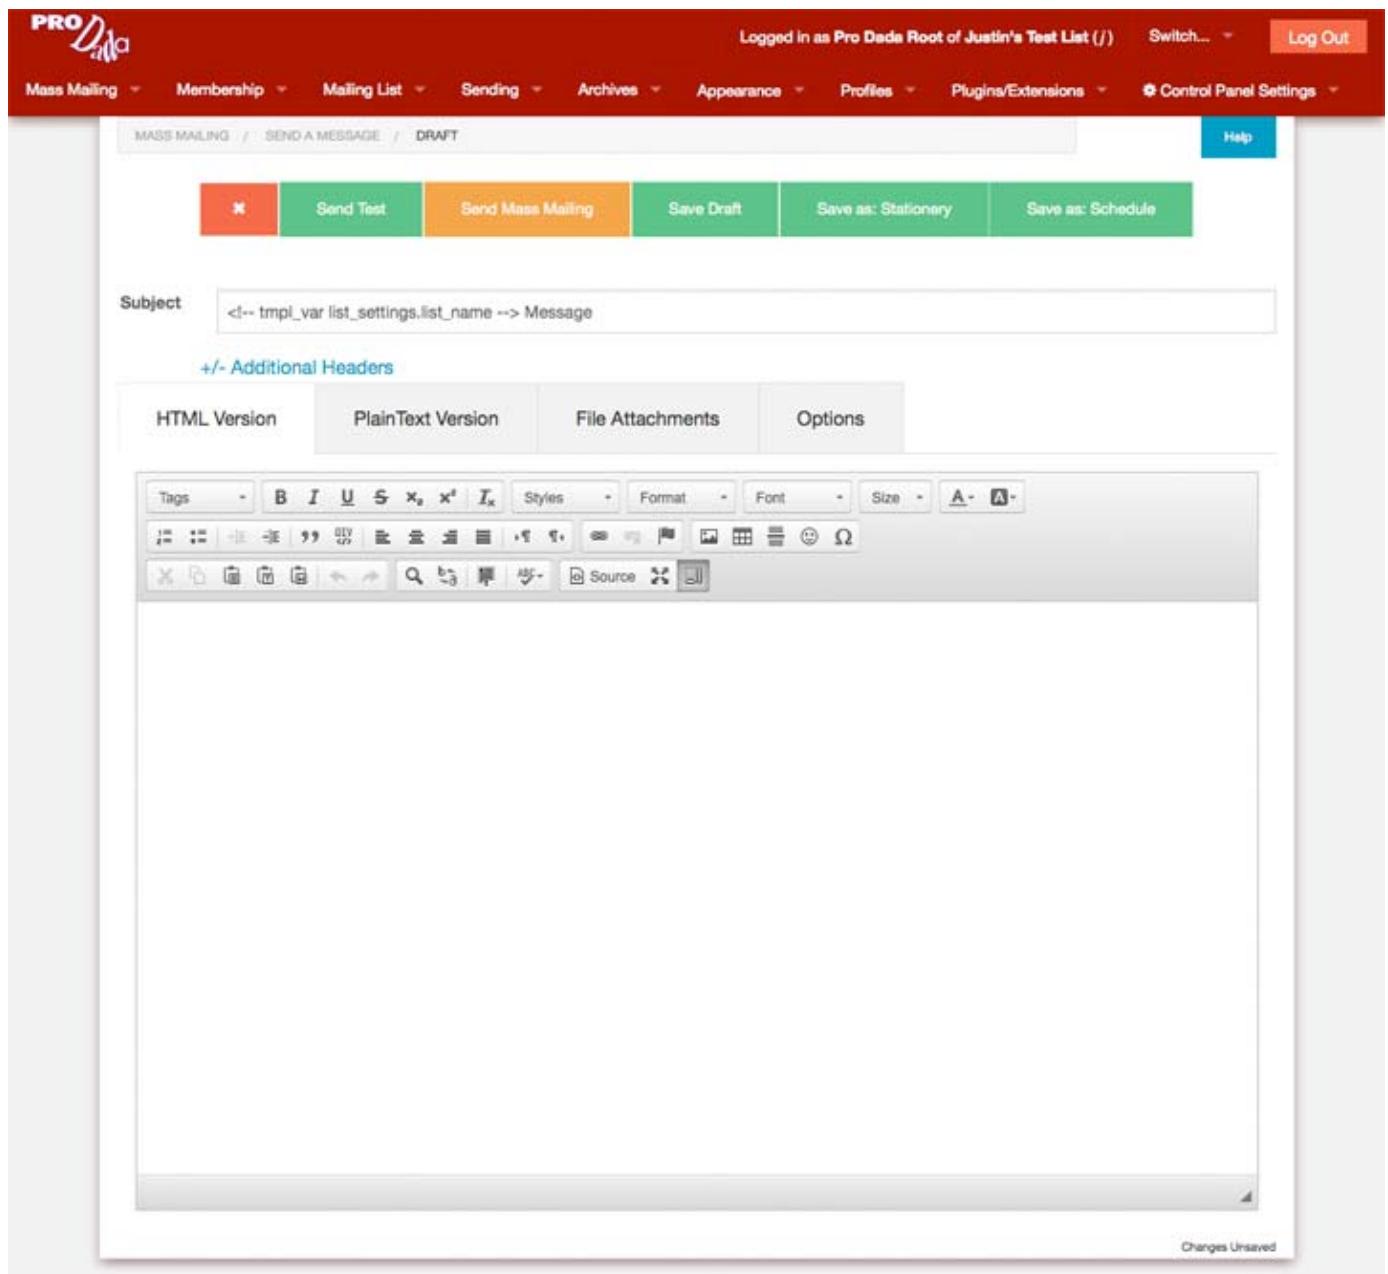 PRO Dada
Logged in as Pro Dada Root of Justin's Test List (j) Switch... Log Out
Mass Mailing Membership Mailing List Sending Archives Appearance Profiles Plugins/Extensions Control Panel Settings
MASS MAILING / SEND A MESSAGE / DRAFT Help
Send Test Send Mass Mailing Save Draft Save as: Stationery Save as: Schedule
Subject <!-- tmpl_var list_settings.list_name --> Message
+/- Additional Headers
HTML Version PlainText Version File Attachments Options
Tags B I U S x₂ x² Tx Styles Format Font Size A A
Source
Changes Unsaved